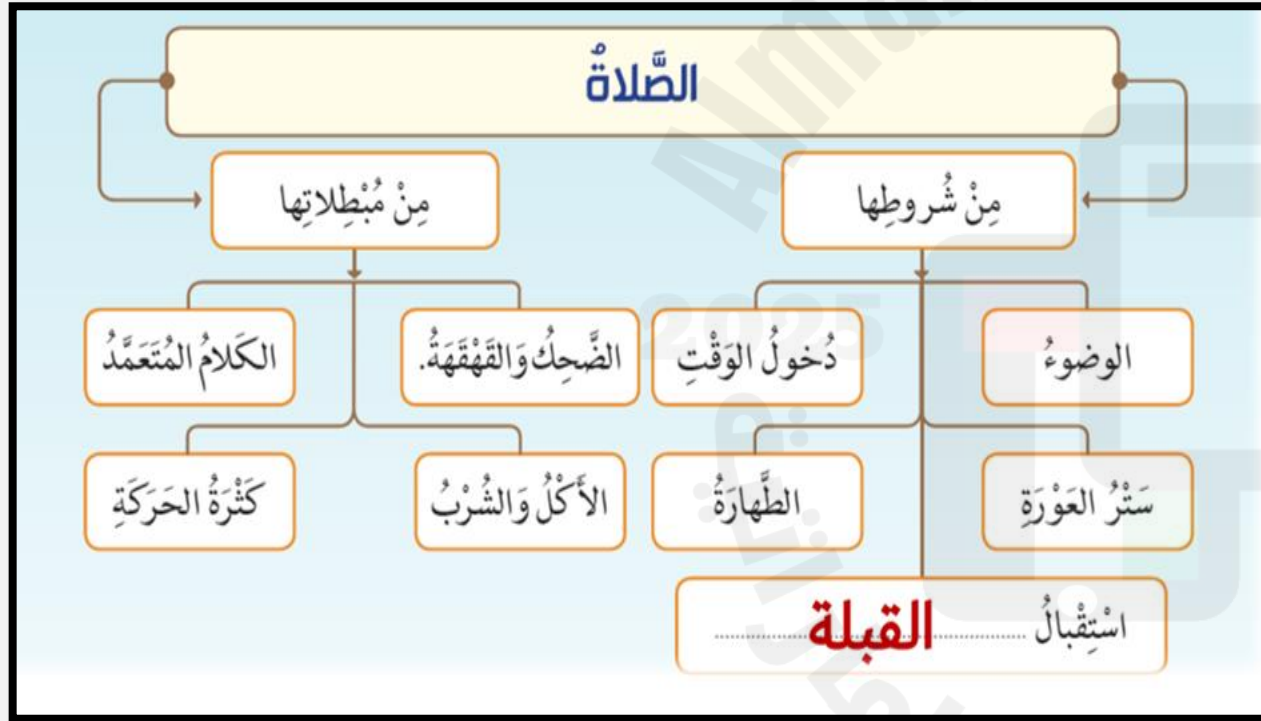 الصَّلاةُ
مِنْ شُروطِها
مِنْ مُبْطِلاتِها
الوضوءُ
دُخولُ الوَقْتِ
الضَّحِكُ وَالقَهْقَهَةُ.
الكَلامُ المُتَعَمَّدُ
سَتْرُ العَوْرَةِ
الطَّهارَةُ
الأَكْلُ وَالشُّرْبُ
كَثْرَةُ الحَرَكَةِ
اسْتِقْبالُ ............القبلة............
2025